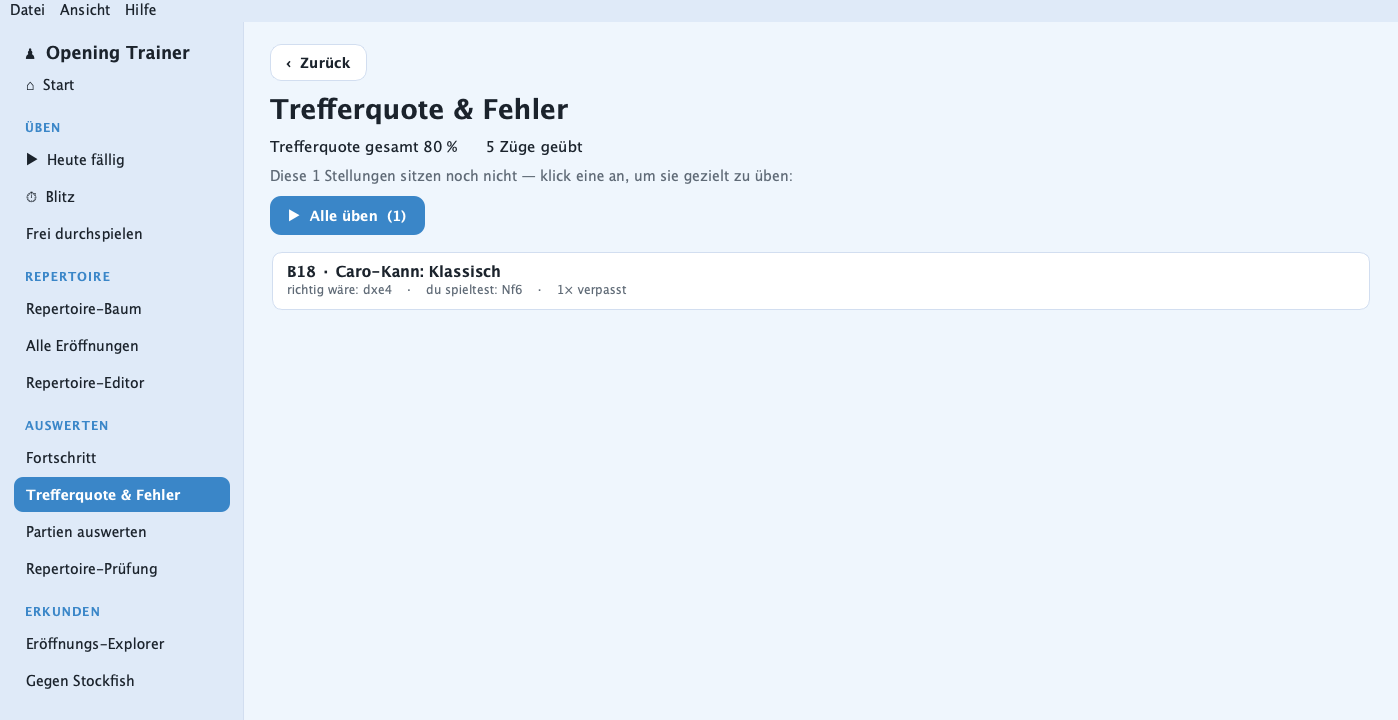 Datei Ansicht Hilfe
♟ Opening Trainer
⌂ Start
ÜBEN
▶ Heute fällig
⏱ Blitz
Frei durchspielen
REPERTOIRE
Repertoire-Baum
Alle Eröffnungen
Repertoire-Editor
AUSWERTEN
Fortschritt
Trefferquote & Fehler
Partien auswerten
Repertoire-Prüfung
ERKUNDEN
Eröffnungs-Explorer
Gegen Stockfish
‹ Zurück
Trefferquote & Fehler
Trefferquote gesamt 80 % 5 Züge geübt
Diese 1 Stellungen sitzen noch nicht — klick eine an, um sie gezielt zu üben:
▶ Alle üben (1)
B18 · Caro-Kann: Klassisch
richtig wäre: dxe4 · du spieltest: Nf6 · 1× verpasst